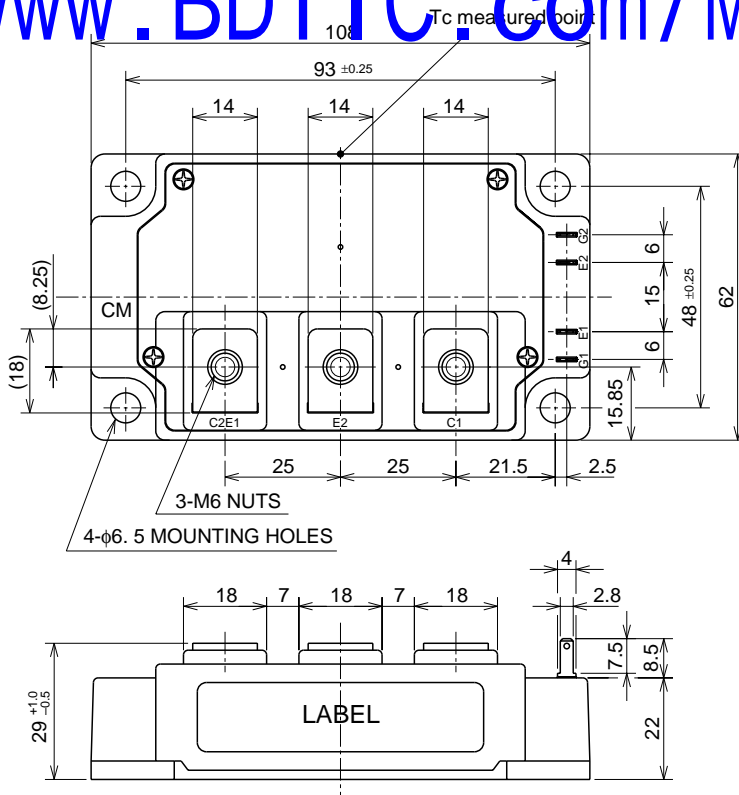 www.BDTIC.com/M
Tc measured point
108
93 ±0.25
14 14 14
G2
E2
E1
G1
6
15
6
48 ±0.25
62
15.85
(8.25)
(18)
CM
C2E1 E2 C1
25 25 21.5 2.5
3-M6 NUTS
4-ϕ6. 5 MOUNTING HOLES
4
2.8
18 7 18 7 18
7.5
8.5
22
29 +1.0 −0.5
LABEL